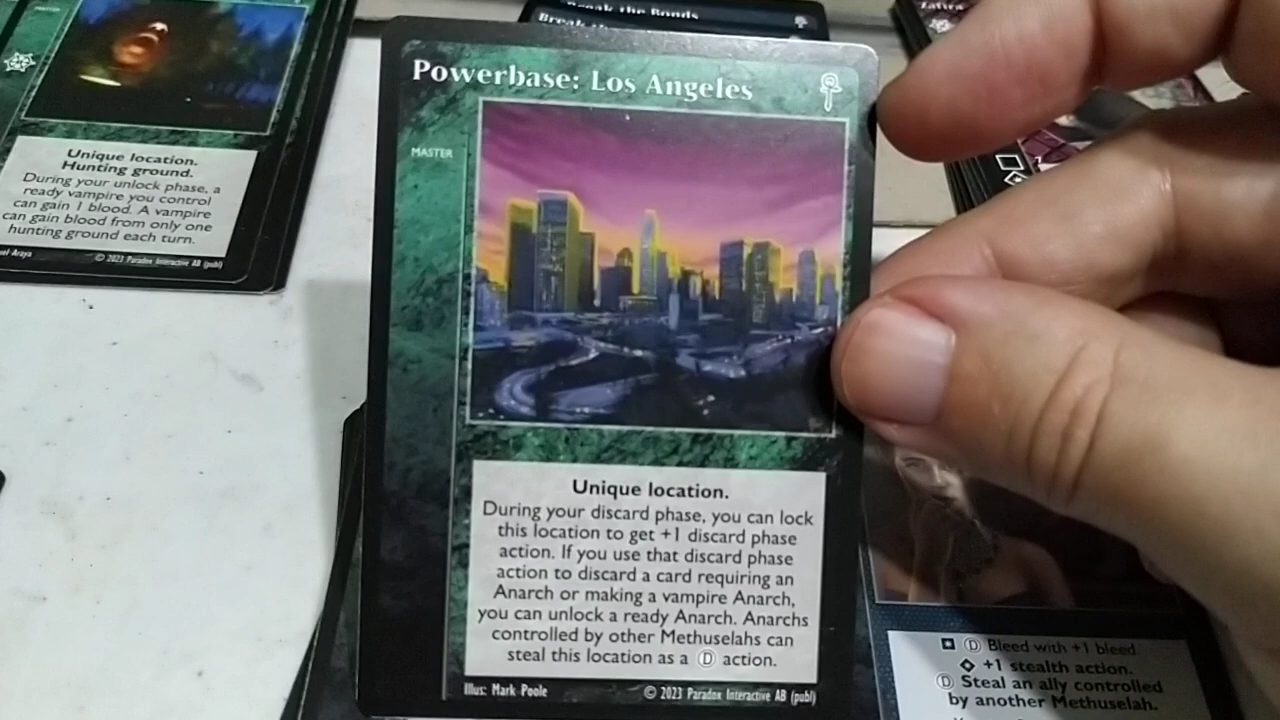 Break the Bonds
Break
MASTER
Unique location.
Hunting ground.
During your unlock phase, a
ready vampire you control
can gain 1 blood. A vampire
can gain blood from only one
hunting ground each turn.
Araya
© 2023 Paradox Interactive AB (publ)
Powerbase: Los Angeles
MASTER
Unique location.
During your discard phase, you can lock
this location to get +1 discard phase
action. If you use that discard phase
action to discard a card requiring an
Anarch or making a vampire Anarch,
you can unlock a ready Anarch. Anarchs
controlled by other Methuselahs can
steal this location as a Ⓓ action.
Illus: Mark Poole
© 2023 Paradox Interactive AB (publ)
Ⓓ Bleed with +1 bleed
+1 stealth action.
Ⓓ Steal an ally controlled
by another Methuselah.